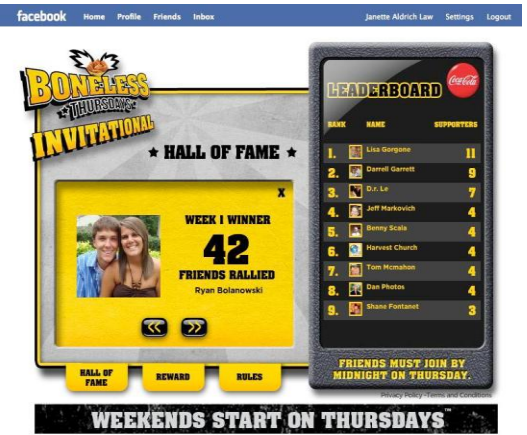 facebook Home Profile Friends Inbox Janette Aldrich Law Settings Logout
BONELESS
THURSDAYS
INVITATIONAL
★ HALL OF FAME ★
X
WEEK 1 WINNER
42
FRIENDS RALLIED
Ryan Bolanowski
HALL OF
FAME
REWARD
RULES
LEADERBOARD
Coca-Cola
RANK NAME SUPPORTERS
1. Lisa Gorgone 11
2. Darrell Garrett 9
3. D.r. Le 7
4. Jeff Markovich 4
5. Benny Scala 4
6. Harvest Church 4
7. Tom Mcmahon 4
8. Dan Photos 4
9. Shane Fontanet 3
FRIENDS MUST JOIN BY
MIDNIGHT ON THURSDAY.
Privacy Policy -Terms and Conditions
WEEKENDS START ON THURSDAYS™